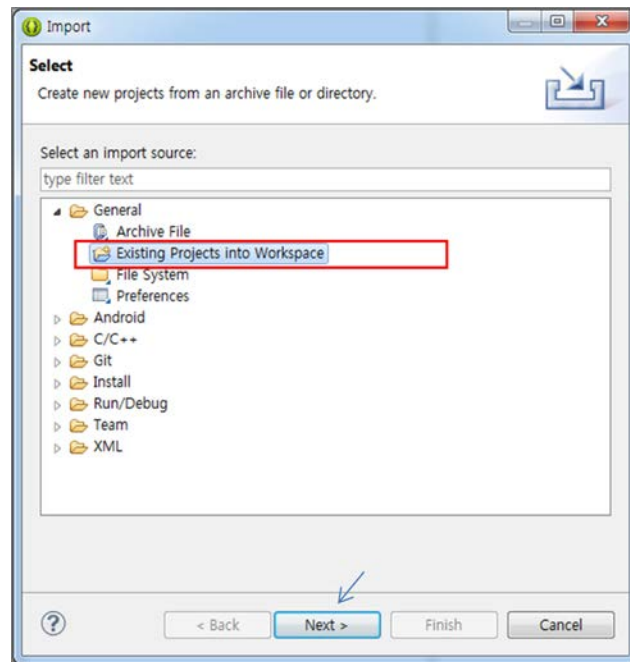 Import
Select
Create new projects from an archive file or directory.
Select an import source:
type filter text
General
Archive File
Existing Projects into Workspace
File System
Preferences
Android
C/C++
Git
Install
Run/Debug
Team
XML
?
< Back
Next >
Finish
Cancel